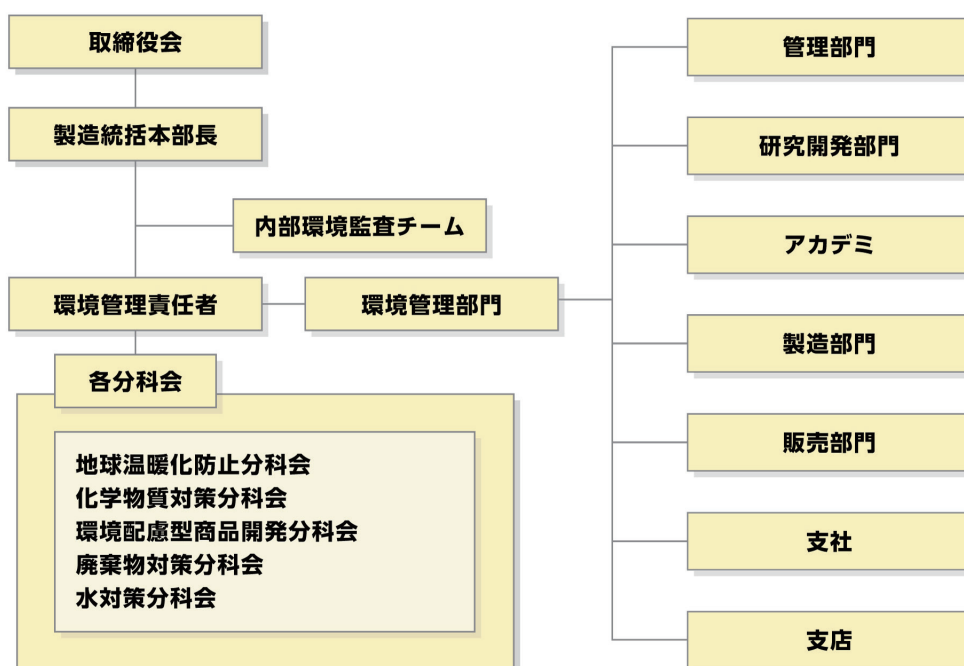 取締役会
製造統括本部長
内部環境監査チーム
環境管理責任者
環境管理部門
各分科会
地球温暖化防止分科会
化学物質対策分科会
環境配慮型商品開発分科会
廃棄物対策分科会
水対策分科会
管理部門
研究開発部門
アカデミ
製造部門
販売部門
支社
支店